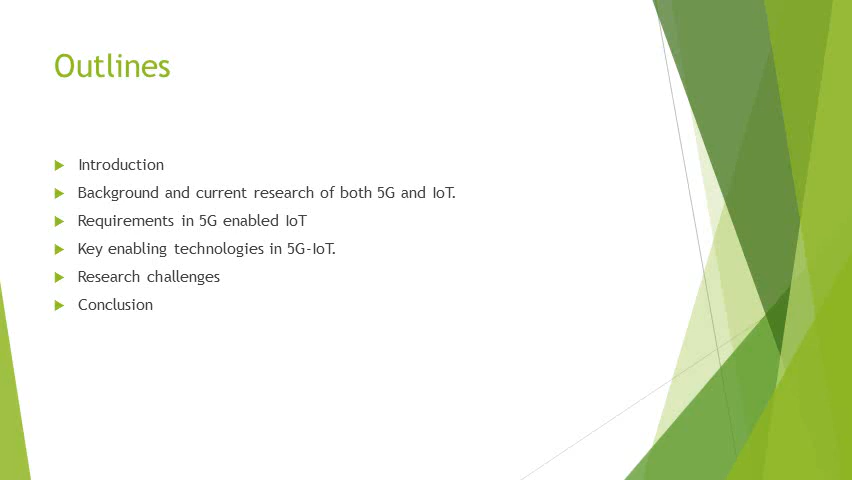 Outlines
Introduction
Background and current research of both 5G and IoT.
Requirements in 5G enabled IoT
Key enabling technologies in 5G-IoT.
Research challenges
Conclusion